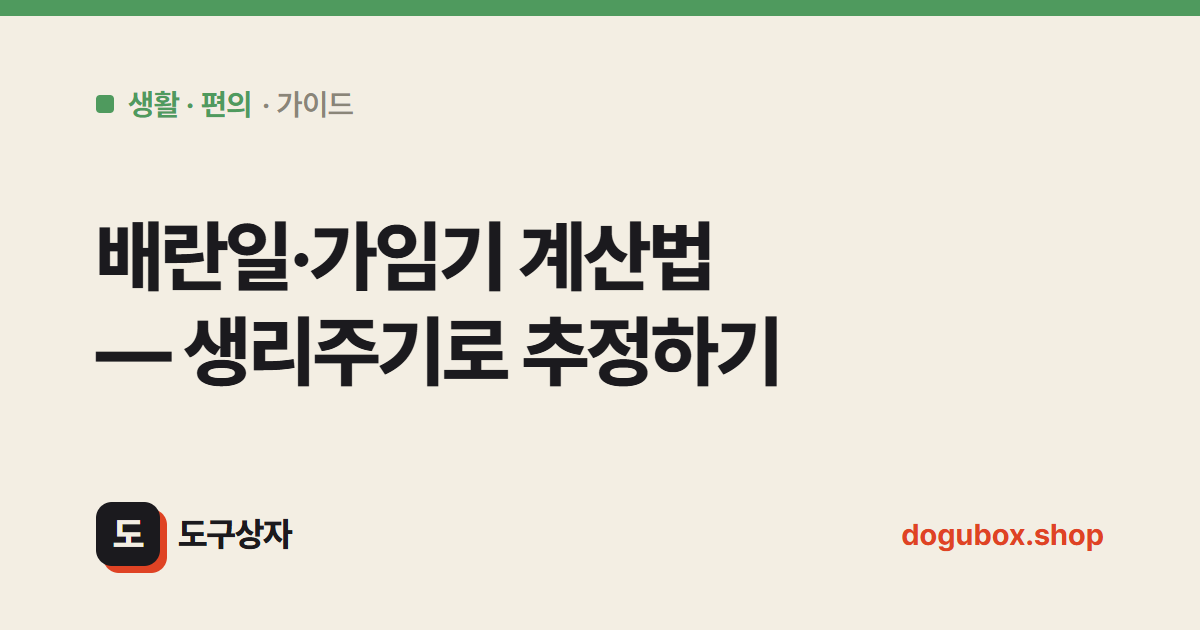 생활 · 편의 · 가이드
배란일·가임기 계산법
— 생리주기로 추정하기
도 도구상자
dogubox.shop